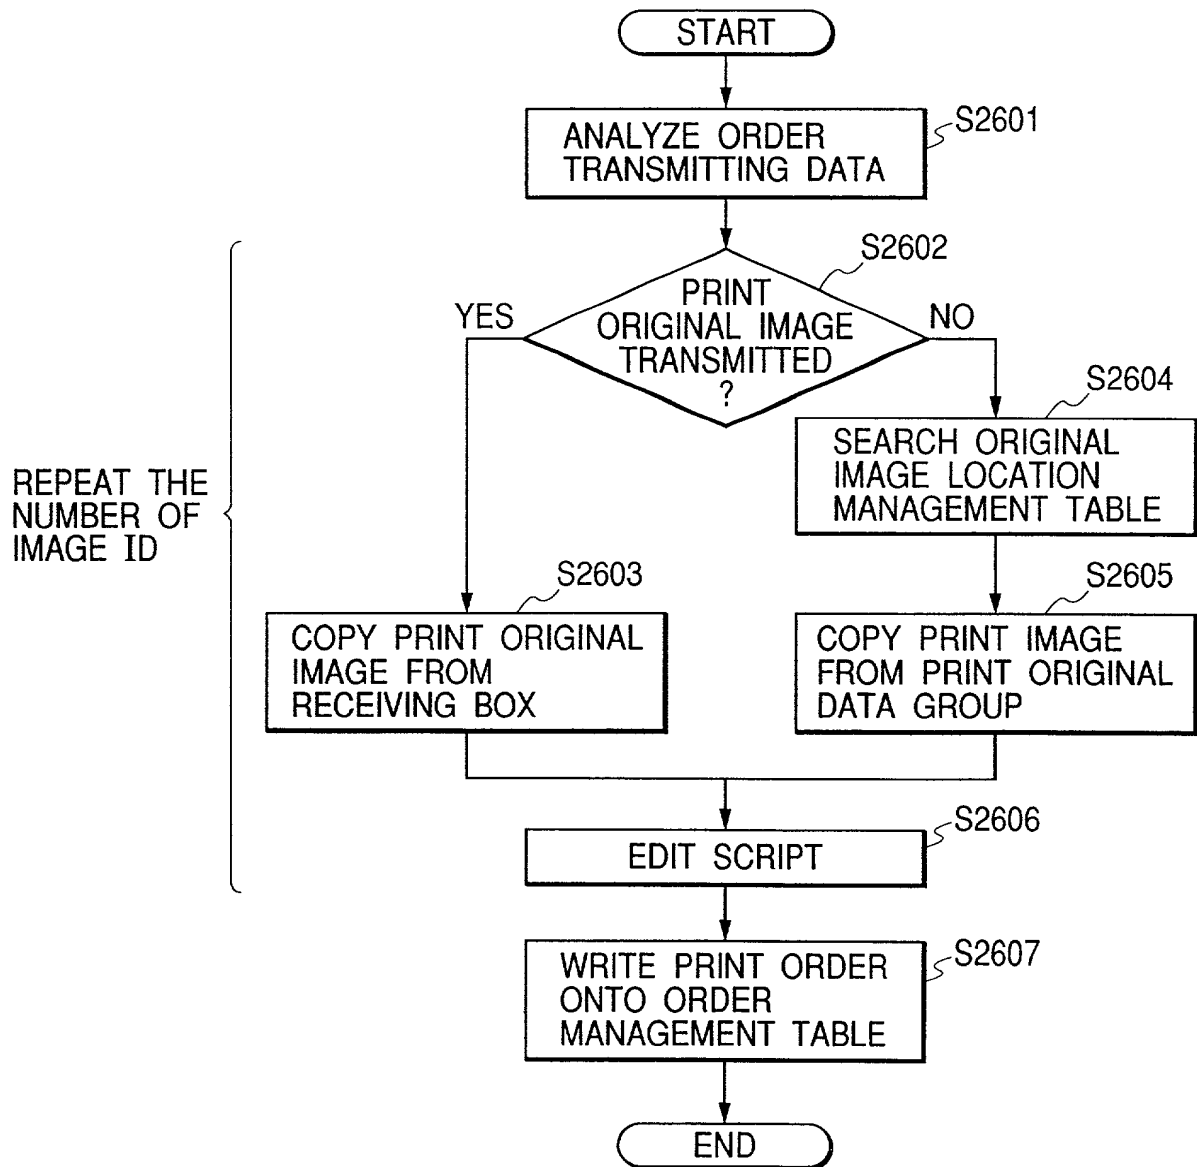 START
ANALYZE ORDER
TRANSMITTING DATA
S2601
S2602
PRINT
ORIGINAL IMAGE
TRANSMITTED
?
YES
NO
S2604
SEARCH ORIGINAL
IMAGE LOCATION
MANAGEMENT TABLE
REPEAT THE
NUMBER OF
IMAGE ID
S2603
COPY PRINT ORIGINAL
IMAGE FROM
RECEIVING BOX
S2605
COPY PRINT IMAGE
FROM PRINT ORIGINAL
DATA GROUP
S2606
EDIT SCRIPT
S2607
WRITE PRINT ORDER
ONTO ORDER
MANAGEMENT TABLE
END